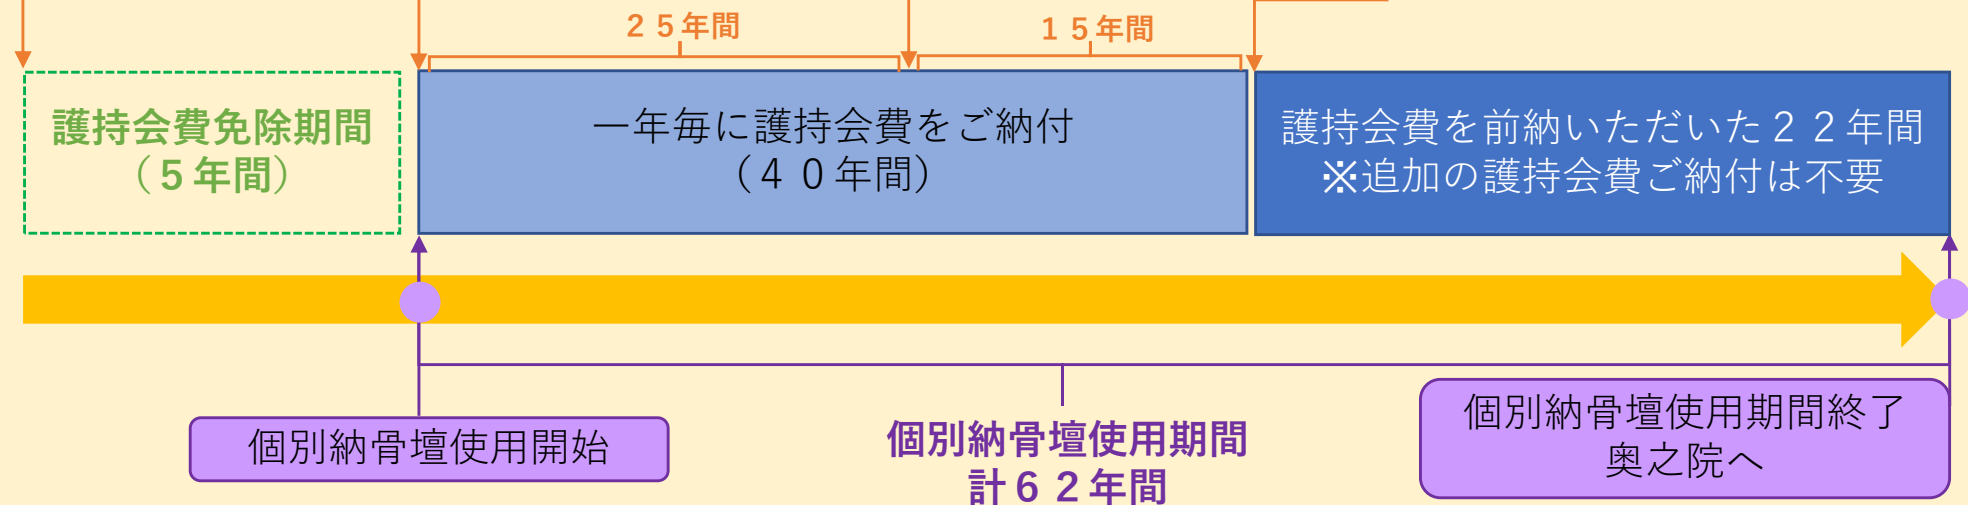 ２５年間
１５年間
護持会費免除期間
（５年間）
一年毎に護持会費をご納付
（４０年間）
護持会費を前納いただいた２２年間
※追加の護持会費ご納付は不要
個別納骨壇使用開始
個別納骨壇使用期間
計６２年間
個別納骨壇使用期間終了
奥之院へ